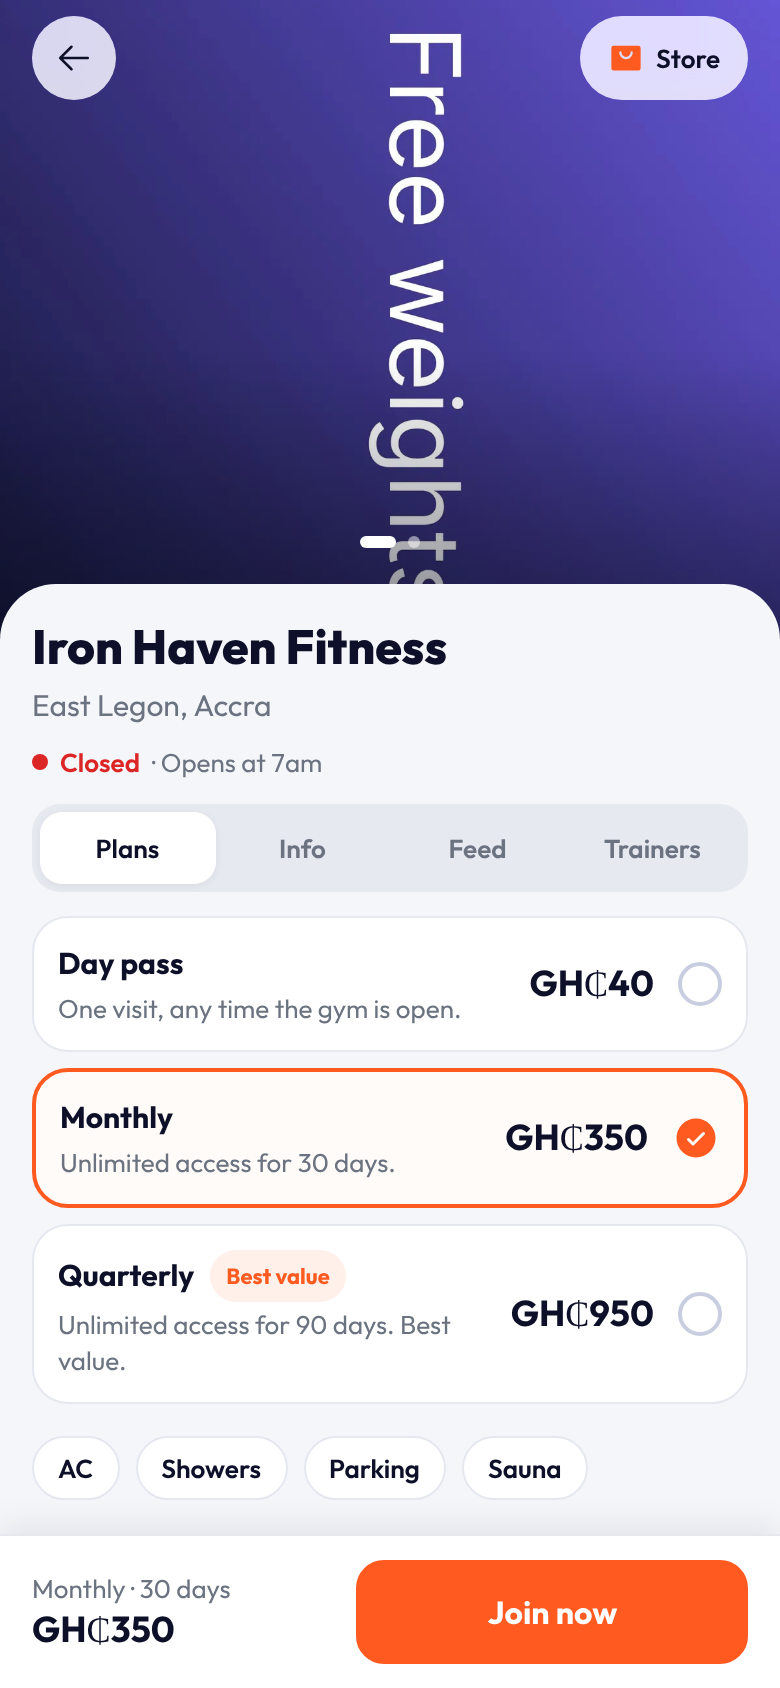 Store
Free weights
Iron Haven Fitness
East Legon, Accra
Closed · Opens at 7am
Plans
Info
Feed
Trainers
Day pass
One visit, any time the gym is open.
GH₵40
Monthly
Unlimited access for 30 days.
GH₵350
Quarterly
Best value
Unlimited access for 90 days. Best
value.
GH₵950
AC
Showers
Parking
Sauna
Monthly · 30 days
GH₵350
Join now